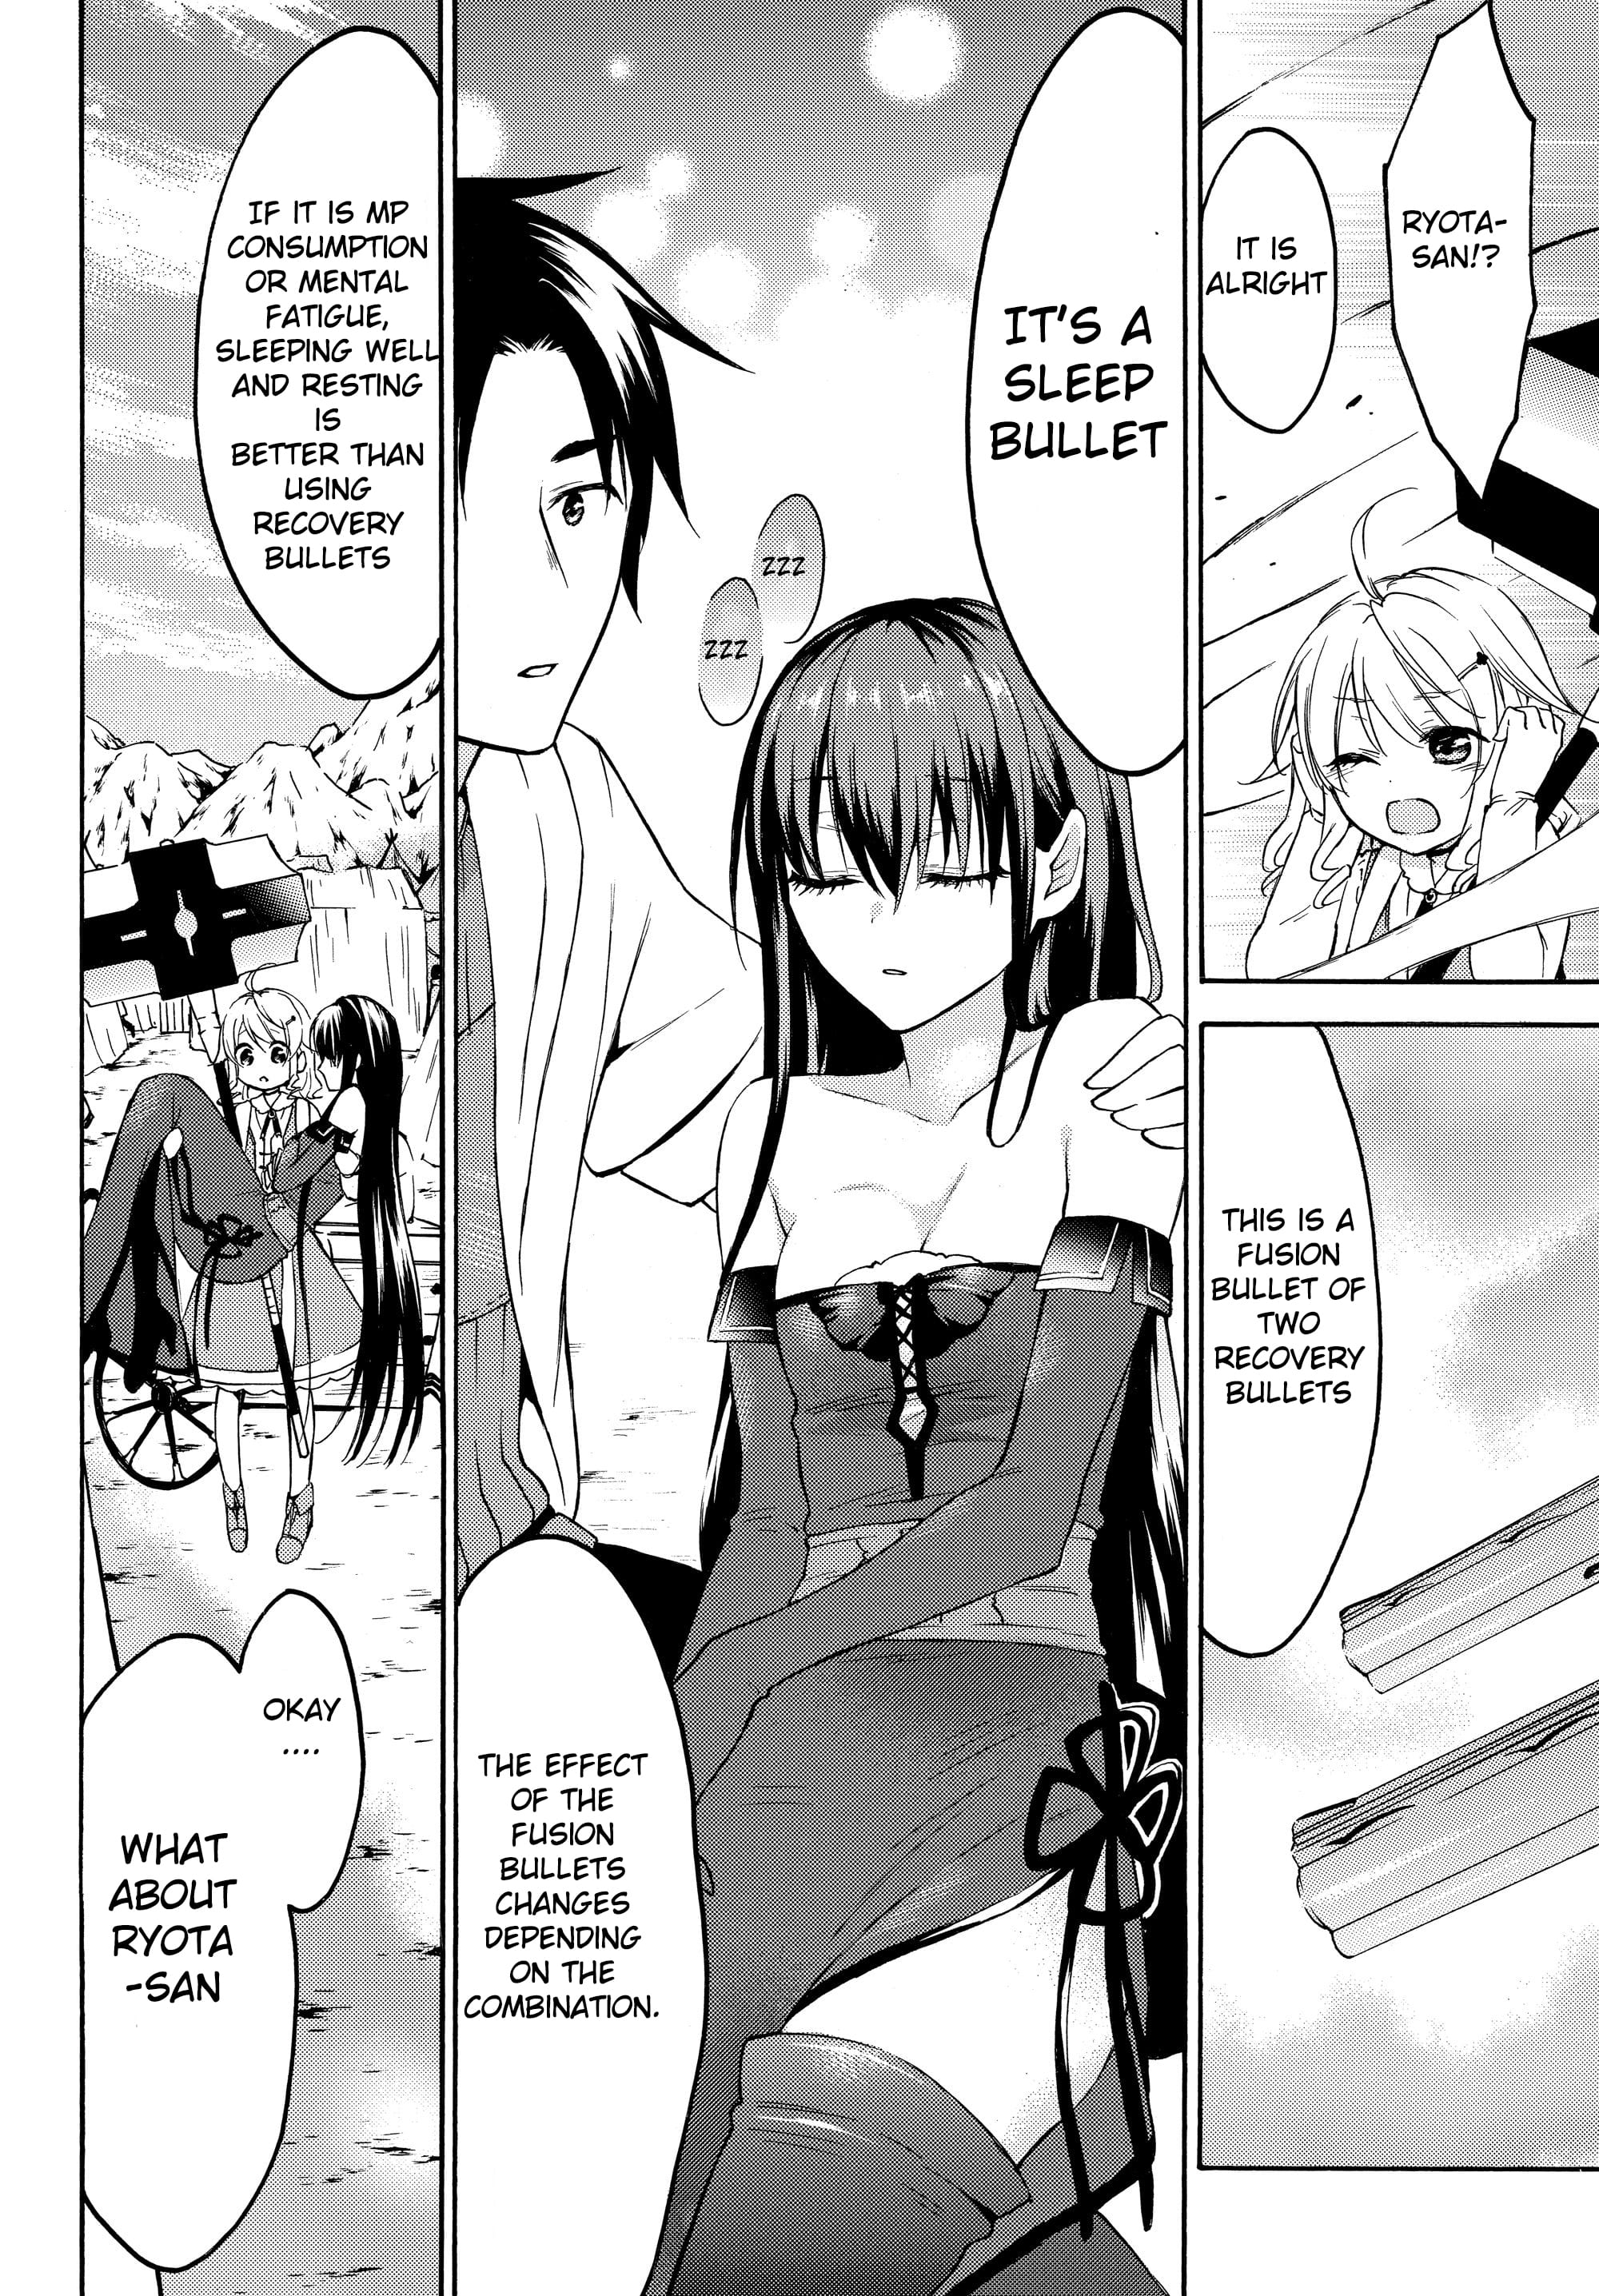 RYOTA-
SAN!?
IT IS
ALRIGHT
THIS IS A
FUSION
BULLET OF
TWO
RECOVERY
BULLETS
IT'S A
SLEEP
BULLET
ZZZ
ZZZ
THE EFFECT
OF THE
FUSION
BULLETS
CHANGES
DEPENDING
ON THE
COMBINATION.
IF IT IS MP
CONSUMPTION
OR MENTAL
FATIGUE,
SLEEPING WELL
AND RESTING
IS
BETTER THAN
USING
RECOVERY
BULLETS
OKAY
....
WHAT
ABOUT
RYOTA
-SAN